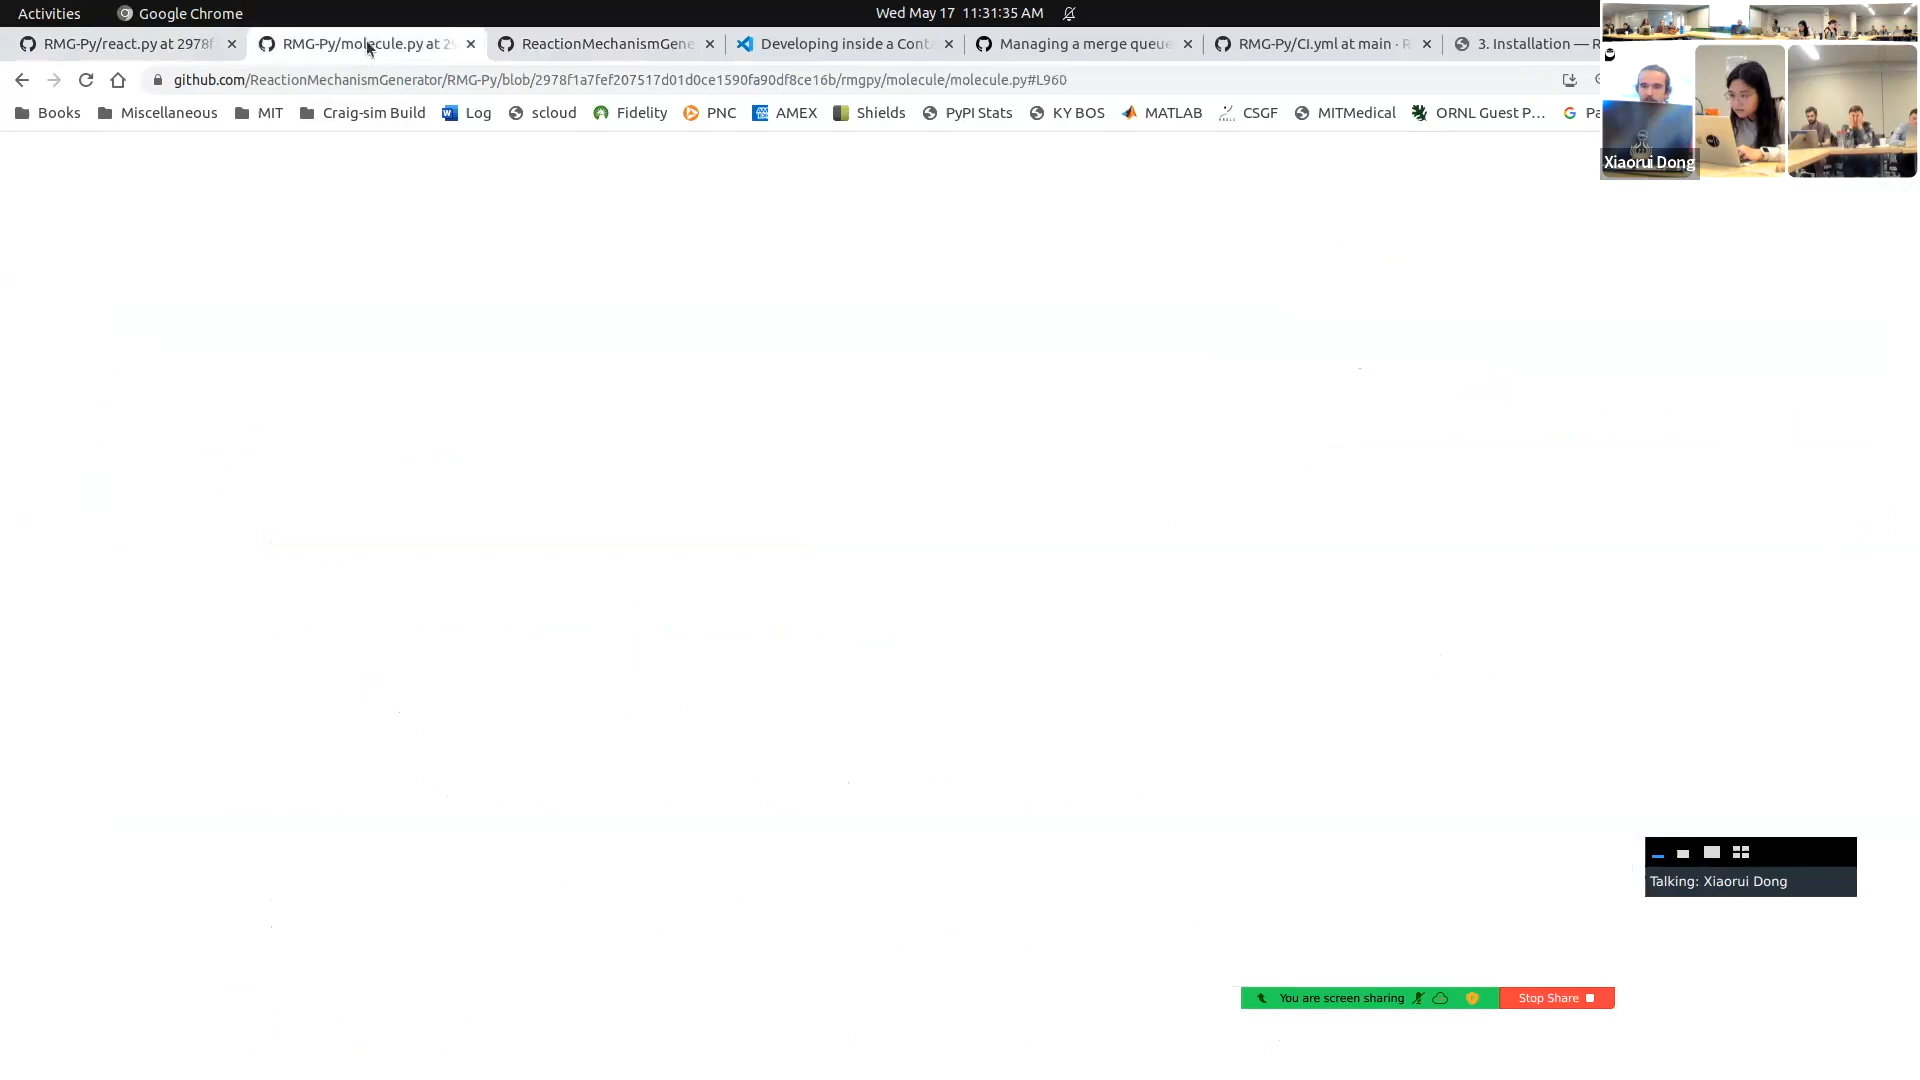 Activities
Google Chrome
Wed May 17 11:31:35 AM
RMG-Py/react.py at 2978f
RMG-Py/molecule.py at 29
ReactionMechanismGene
Developing inside a Conta
Managing a merge queue
RMG-Py/CI.yml at main · R
3. Installation — R
github.com/ReactionMechanismGenerator/RMG-Py/blob/2978f1a7fef207517d01d0ce1590fa90df8ce16b/rmgpy/molecule/molecule.py#L960
Books
Miscellaneous
MIT
Craig-sim Build
Log
scloud
Fidelity
PNC
AMEX
Shields
PyPI Stats
KY BOS
MATLAB
CSGF
MITMedical
ORNL Guest P...
Pa
Xiaorui Dong
Talking: Xiaorui Dong
You are screen sharing
Stop Share